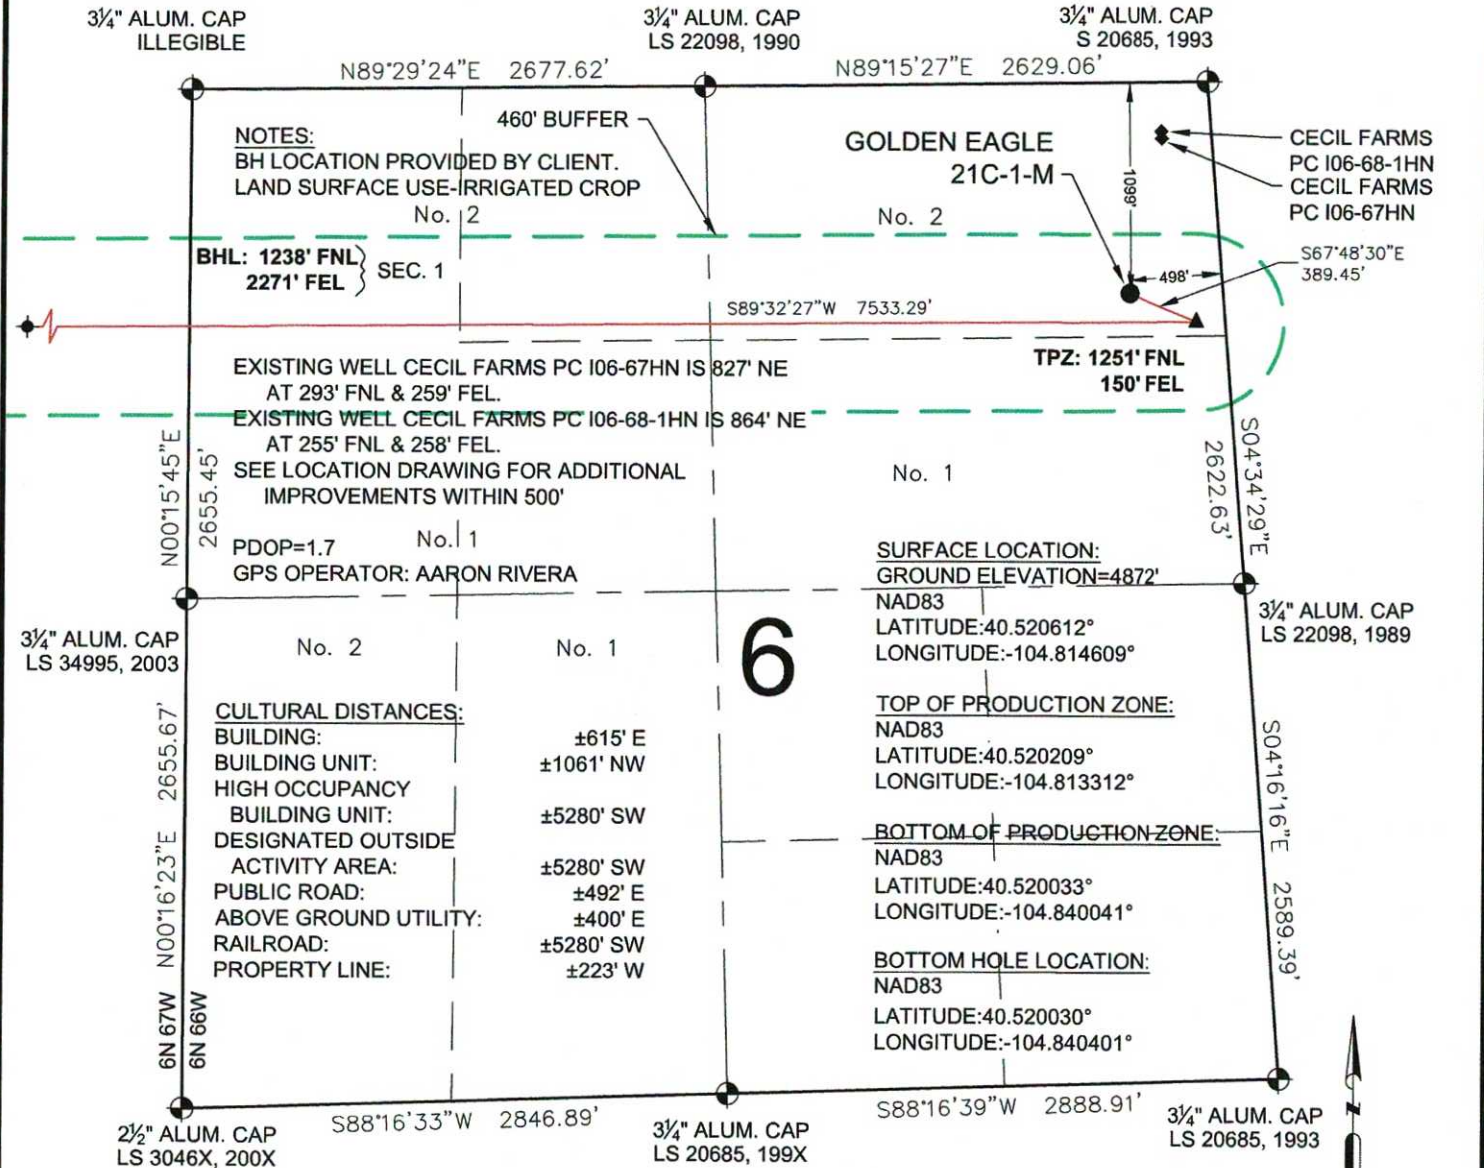 3¼" ALUM. CAP
ILLEGIBLE
3¼" ALUM. CAP
LS 22098, 1990
3¼" ALUM. CAP
S 20685, 1993
N89°29'24"E 2677.62'
N89°15'27"E 2629.06'
460' BUFFER
NOTES:
BH LOCATION PROVIDED BY CLIENT.
LAND SURFACE USE-IRRIGATED CROP
GOLDEN EAGLE
21C-1-M
1099'
CECIL FARMS
PC I06-68-1HN
CECIL FARMS
PC I06-67HN
No. 2
No. 2
BHL: 1238' FNL
2271' FEL
SEC. 1
498'
S67°48'30"E
389.45'
S89°32'27"W 7533.29'
TPZ: 1251' FNL
150' FEL
EXISTING WELL CECIL FARMS PC I06-67HN IS 827' NE
AT 293' FNL & 259' FEL.
EXISTING WELL CECIL FARMS PC I06-68-1HN IS 864' NE
AT 255' FNL & 258' FEL.
SEE LOCATION DRAWING FOR ADDITIONAL
IMPROVEMENTS WITHIN 500'
N00°15'45"E
2655.45'
No. 1
S04°34'29"E
2622.63'
PDOP=1.7
No. 1
GPS OPERATOR: AARON RIVERA
SURFACE LOCATION:
GROUND ELEVATION=4872'
NAD83
LATITUDE:40.520612°
LONGITUDE:-104.814609°
3¼" ALUM. CAP
LS 34995, 2003
3¼" ALUM. CAP
LS 22098, 1989
No. 2
No. 1
6
CULTURAL DISTANCES:
BUILDING: ±615' E
BUILDING UNIT: ±1061' NW
HIGH OCCUPANCY
BUILDING UNIT: ±5280' SW
DESIGNATED OUTSIDE
ACTIVITY AREA: ±5280' SW
PUBLIC ROAD: ±492' E
ABOVE GROUND UTILITY: ±400' E
RAILROAD: ±5280' SW
PROPERTY LINE: ±223' W
TOP OF PRODUCTION ZONE:
NAD83
LATITUDE:40.520209°
LONGITUDE:-104.813312°
BOTTOM OF PRODUCTION ZONE:
NAD83
LATITUDE:40.520033°
LONGITUDE:-104.840041°
BOTTOM HOLE LOCATION:
NAD83
LATITUDE:40.520030°
LONGITUDE:-104.840401°
N00°16'23"E 2655.67'
S04°16'16"E 2589.39'
6N 67W
6N 66W
S88°16'33"W 2846.89'
S88°16'39"W 2888.91'
2½" ALUM. CAP
LS 3046X, 200X
3¼" ALUM. CAP
LS 20685, 199X
3¼" ALUM. CAP
LS 20685, 1993
N